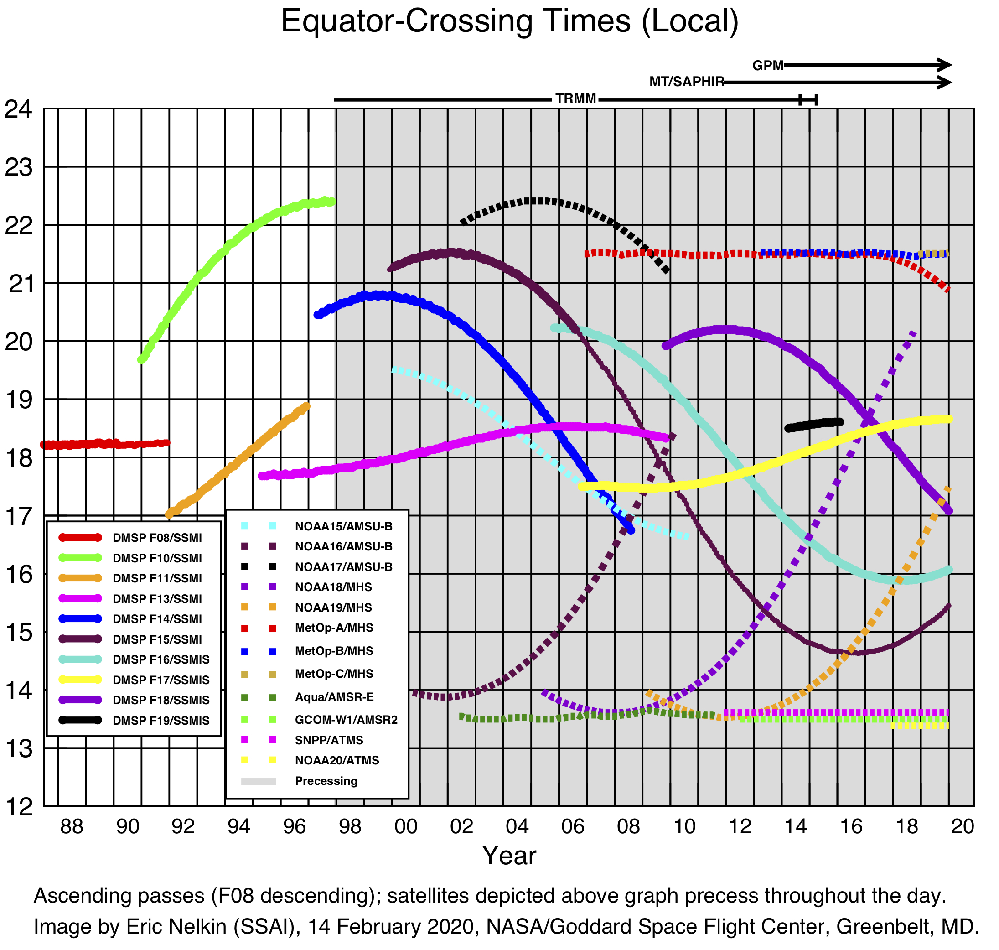 Equator-Crossing Times (Local)
GPM
MT/SAPHIR
TRMM
24
23
22
21
20
19
18
17
16
15
14
13
12
DMSP F08/SSMI
DMSP F10/SSMI
DMSP F11/SSMI
DMSP F13/SSMI
DMSP F14/SSMI
DMSP F15/SSMI
DMSP F16/SSMIS
DMSP F17/SSMIS
DMSP F18/SSMIS
DMSP F19/SSMIS
NOAA15/AMSU-B
NOAA16/AMSU-B
NOAA17/AMSU-B
NOAA18/MHS
NOAA19/MHS
MetOp-A/MHS
MetOp-B/MHS
MetOp-C/MHS
Aqua/AMSR-E
GCOM-W1/AMSR2
SNPP/ATMS
NOAA20/ATMS
Precessing
88 90 92 94 96 98 00 02 04 06 08 10 12 14 16 18 20
Year
Ascending passes (F08 descending); satellites depicted above graph precess throughout the day.
Image by Eric Nelkin (SSAI), 14 February 2020, NASA/Goddard Space Flight Center, Greenbelt, MD.